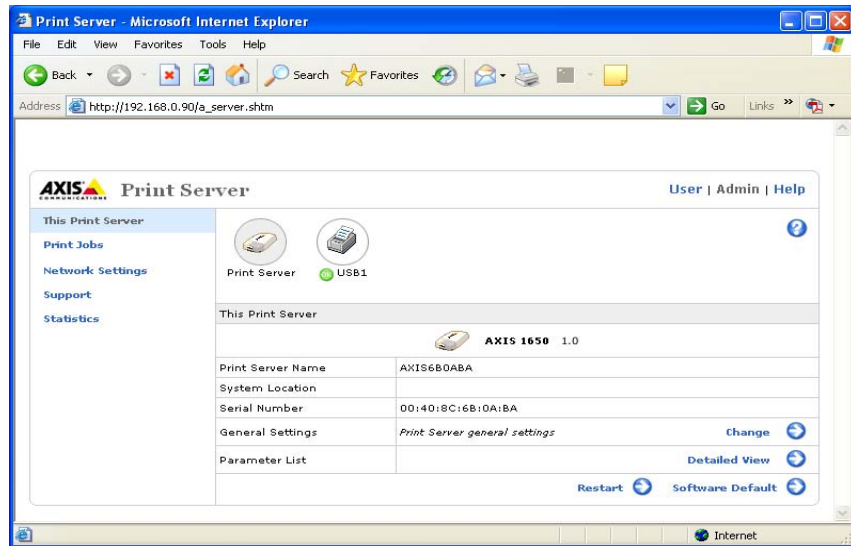 Print Server - Microsoft Internet Explorer
File Edit View Favorites Tools Help
Back Search Favorites
Address http://192.168.0.90/a_server.shtm Go Links »
AXIS COMMUNICATIONS Print Server User | Admin | Help
This Print Server
Print Jobs
Network Settings
Support
Statistics
Print Server OK USB1
This Print Server
AXIS 1650 1.0
Print Server Name AXIS6B0ABA
System Location
Serial Number 00:40:8C:6B:0A:BA
General Settings Print Server general settings Change
Parameter List Detailed View
Restart Software Default
Internet